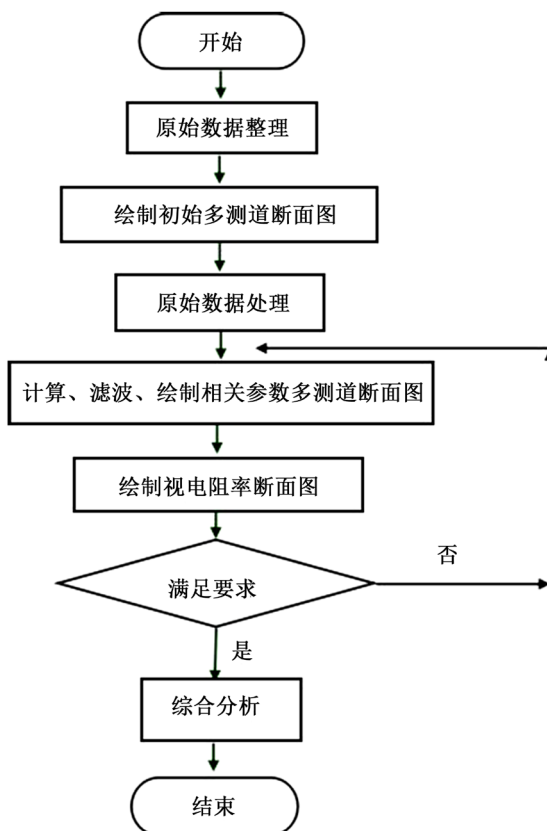 开始
原始数据整理
绘制初始多测道断面图
原始数据处理
计算、滤波、绘制相关参数多测道断面图
绘制视电阻率断面图
满足要求
否
是
综合分析
结束